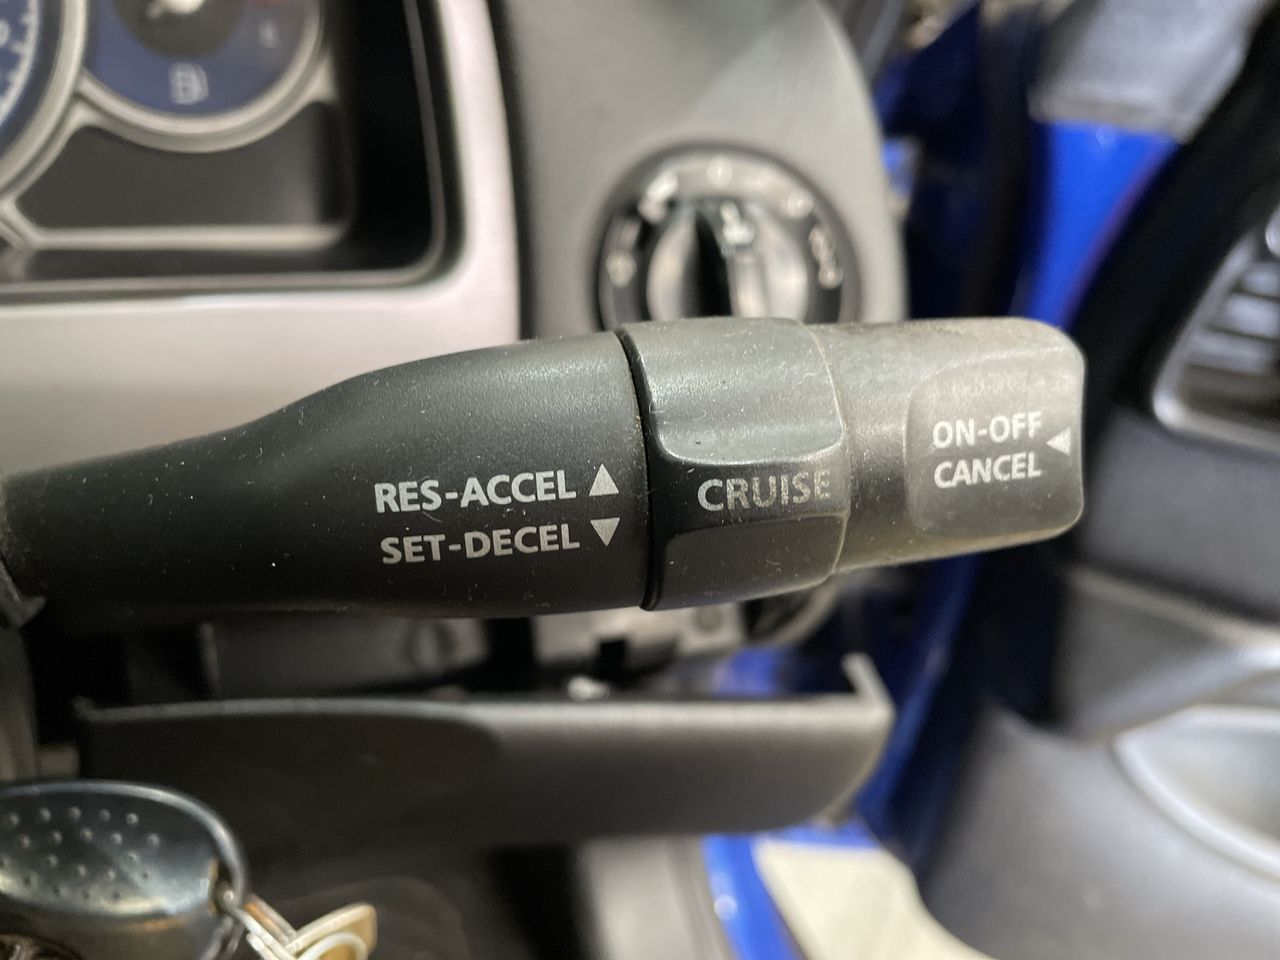 RES-ACCEL ▲
SET-DECEL ▼
CRUISE
ON-OFF
CANCEL ◀